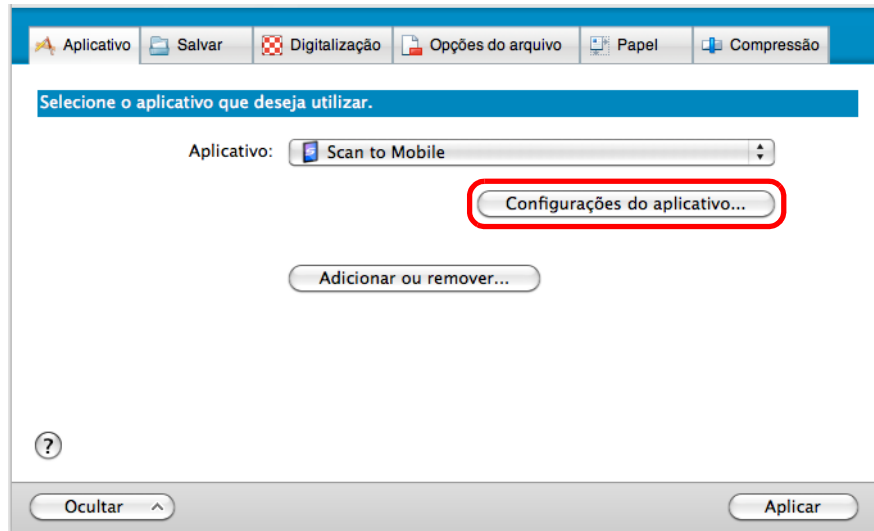 Aplicativo Salvar Digitalização Opções do arquivo Papel Compressão
Selecione o aplicativo que deseja utilizar.
Aplicativo: Scan to Mobile
Configurações do aplicativo...
Adicionar ou remover...
?
Ocultar Aplicar